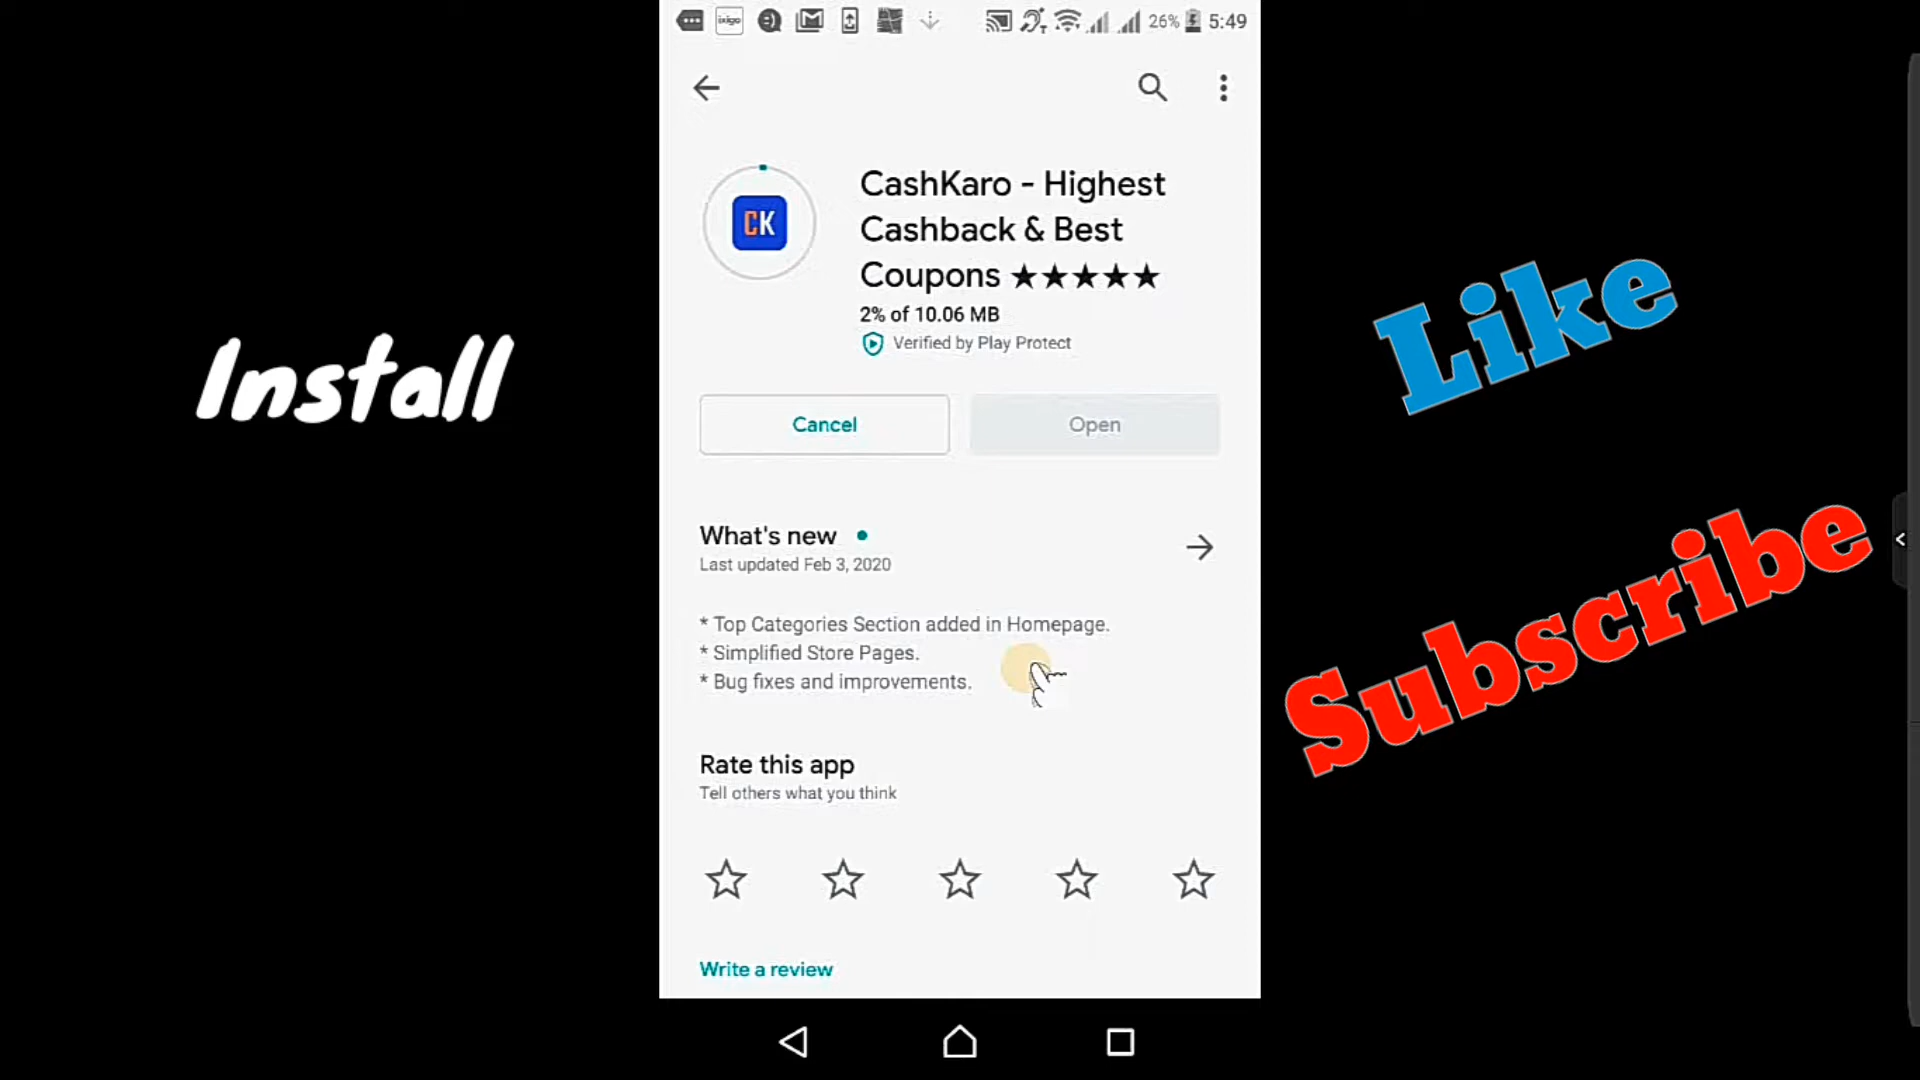 ixigo 26% 5:49
CashKaro - Highest
Cashback & Best
Coupons ★★★★★
CK
2% of 10.06 MB
Verified by Play Protect
Cancel Open
Install
Like
Subscribe
What's new
Last updated Feb 3, 2020
* Top Categories Section added in Homepage.
* Simplified Store Pages.
* Bug fixes and improvements.
Rate this app
Tell others what you think
Write a review